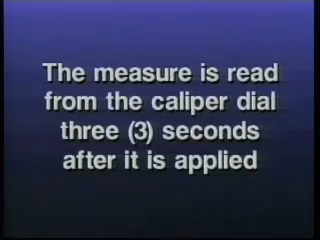 The measure is read
from the caliper dial
three (3) seconds
after it is applied